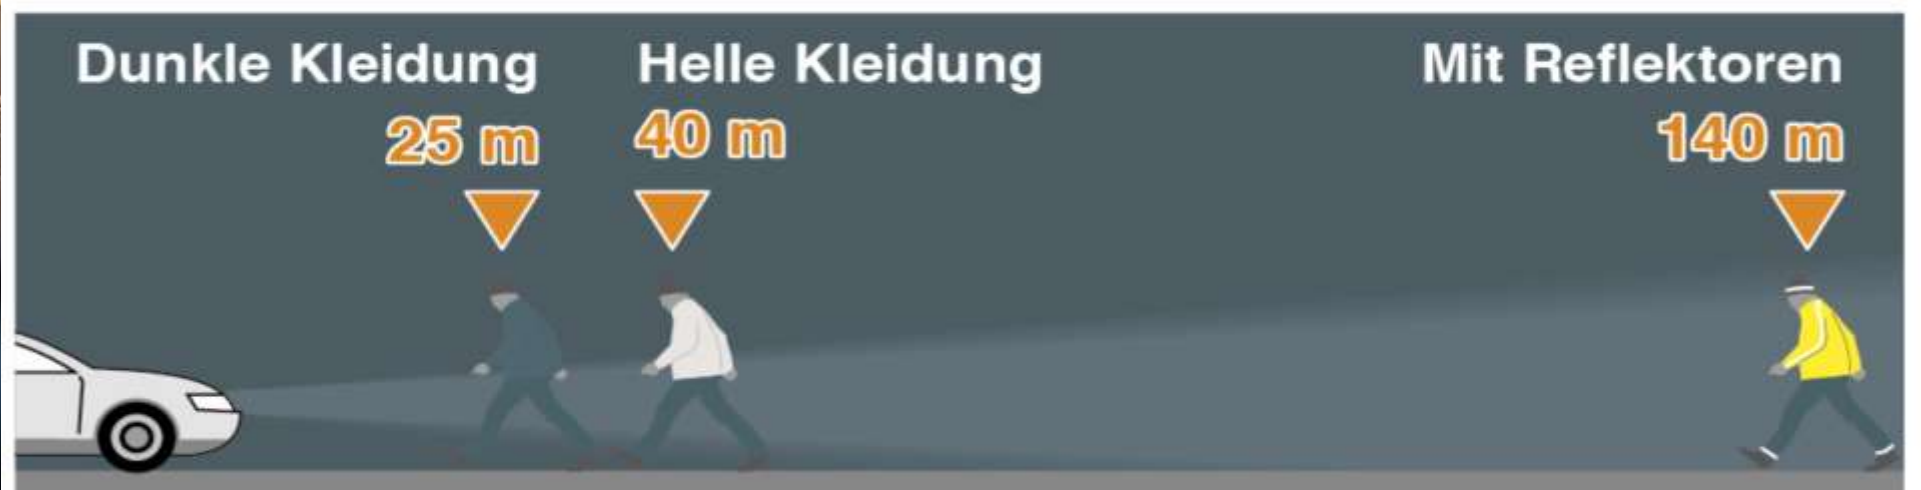 Dunkle Kleidung
25 m
Helle Kleidung
40 m
Mit Reflektoren
140 m